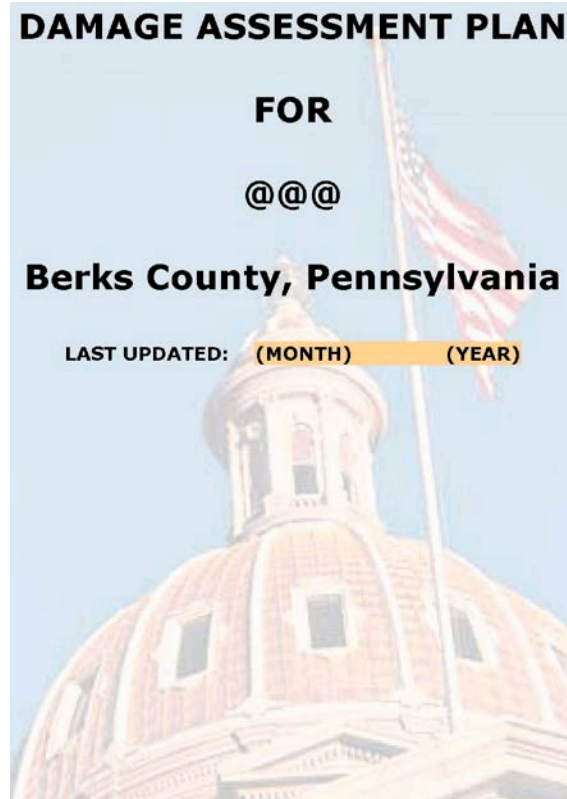 DAMAGE ASSESSMENT PLAN
FOR
@@@
Berks County, Pennsylvania
LAST UPDATED: (MONTH) (YEAR)